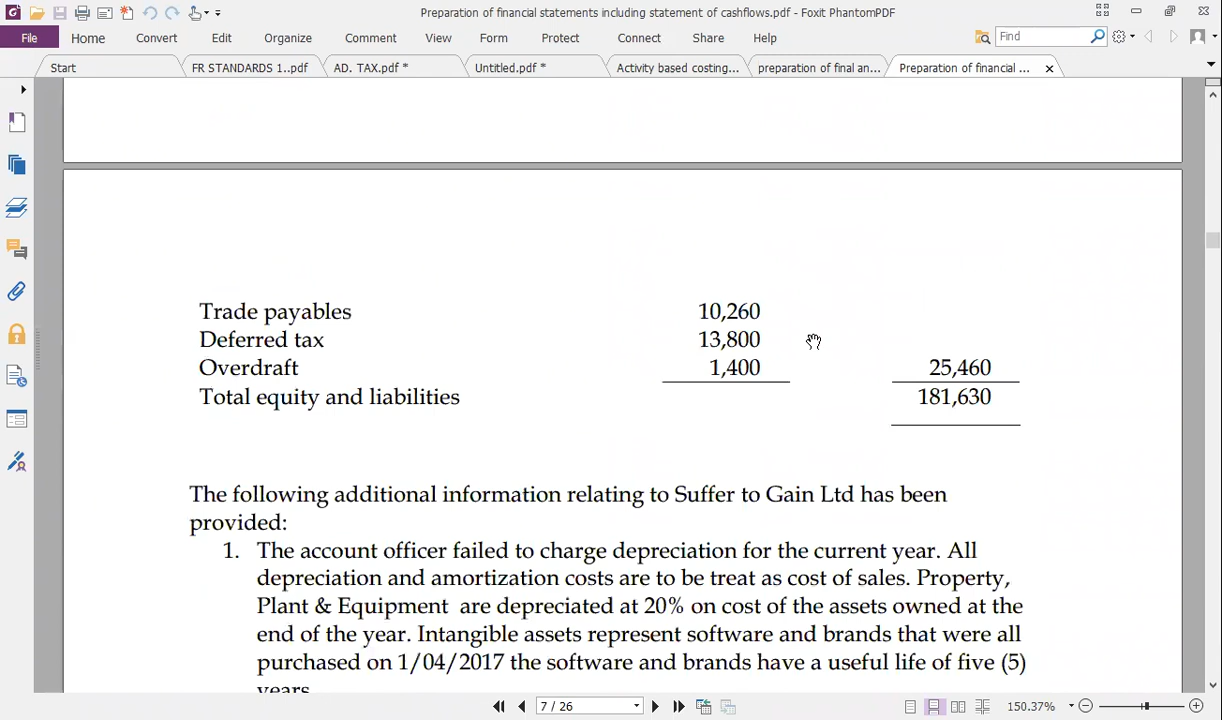 Preparation of financial statements including statement of cashflows.pdf - Foxit PhantomPDF
File Home Convert Edit Organize Comment View Form Protect Connect Share Help Find
Start FR STANDARDS 1..pdf AD. TAX.pdf * Untitled.pdf * Activity based costing... preparation of final an... Preparation of financial ...
Trade payables 10,260
Deferred tax 13,800
Overdraft 1,400 25,460
Total equity and liabilities 181,630
The following additional information relating to Suffer to Gain Ltd has been
provided:
1. The account officer failed to charge depreciation for the current year. All
depreciation and amortization costs are to be treat as cost of sales. Property,
Plant & Equipment are depreciated at 20% on cost of the assets owned at the
end of the year. Intangible assets represent software and brands that were all
purchased on 1/04/2017 the software and brands have a useful life of five (5)
years
7 / 26 150.37%